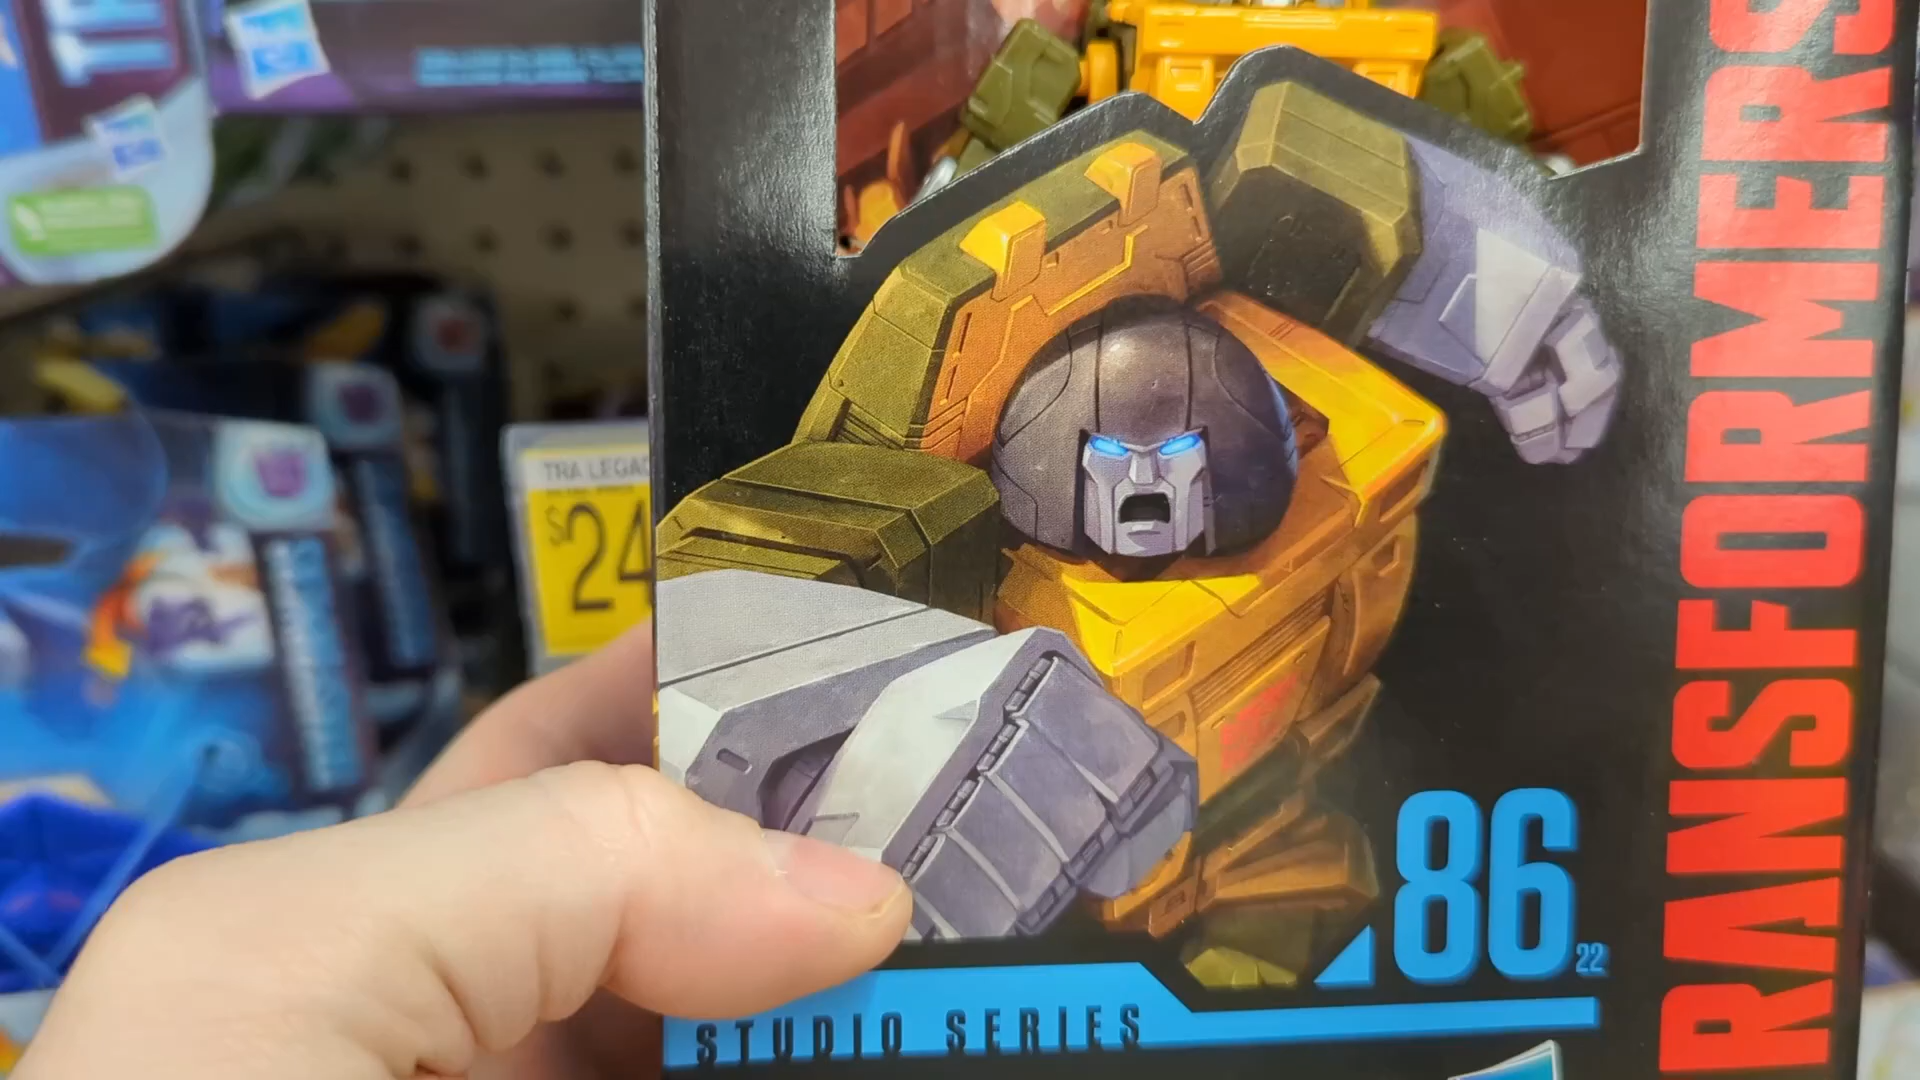 TRANSFORMERS
TRA LEGAC
$24
86
22
STUDIO SERIES